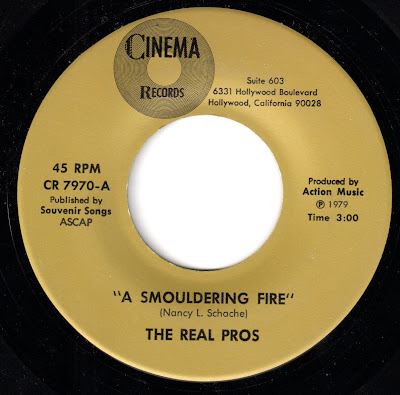 CINEMA
RECORDS
Suite 603
6331 Hollywood Boulevard
Hollywood, California 90028
45 RPM
CR 7970-A
Published by
Souvenir Songs
ASCAP
Produced by
Action Music
℗ 1979
Time 3:00
"A SMOULDERING FIRE"
(Nancy L. Schache)
THE REAL PROS